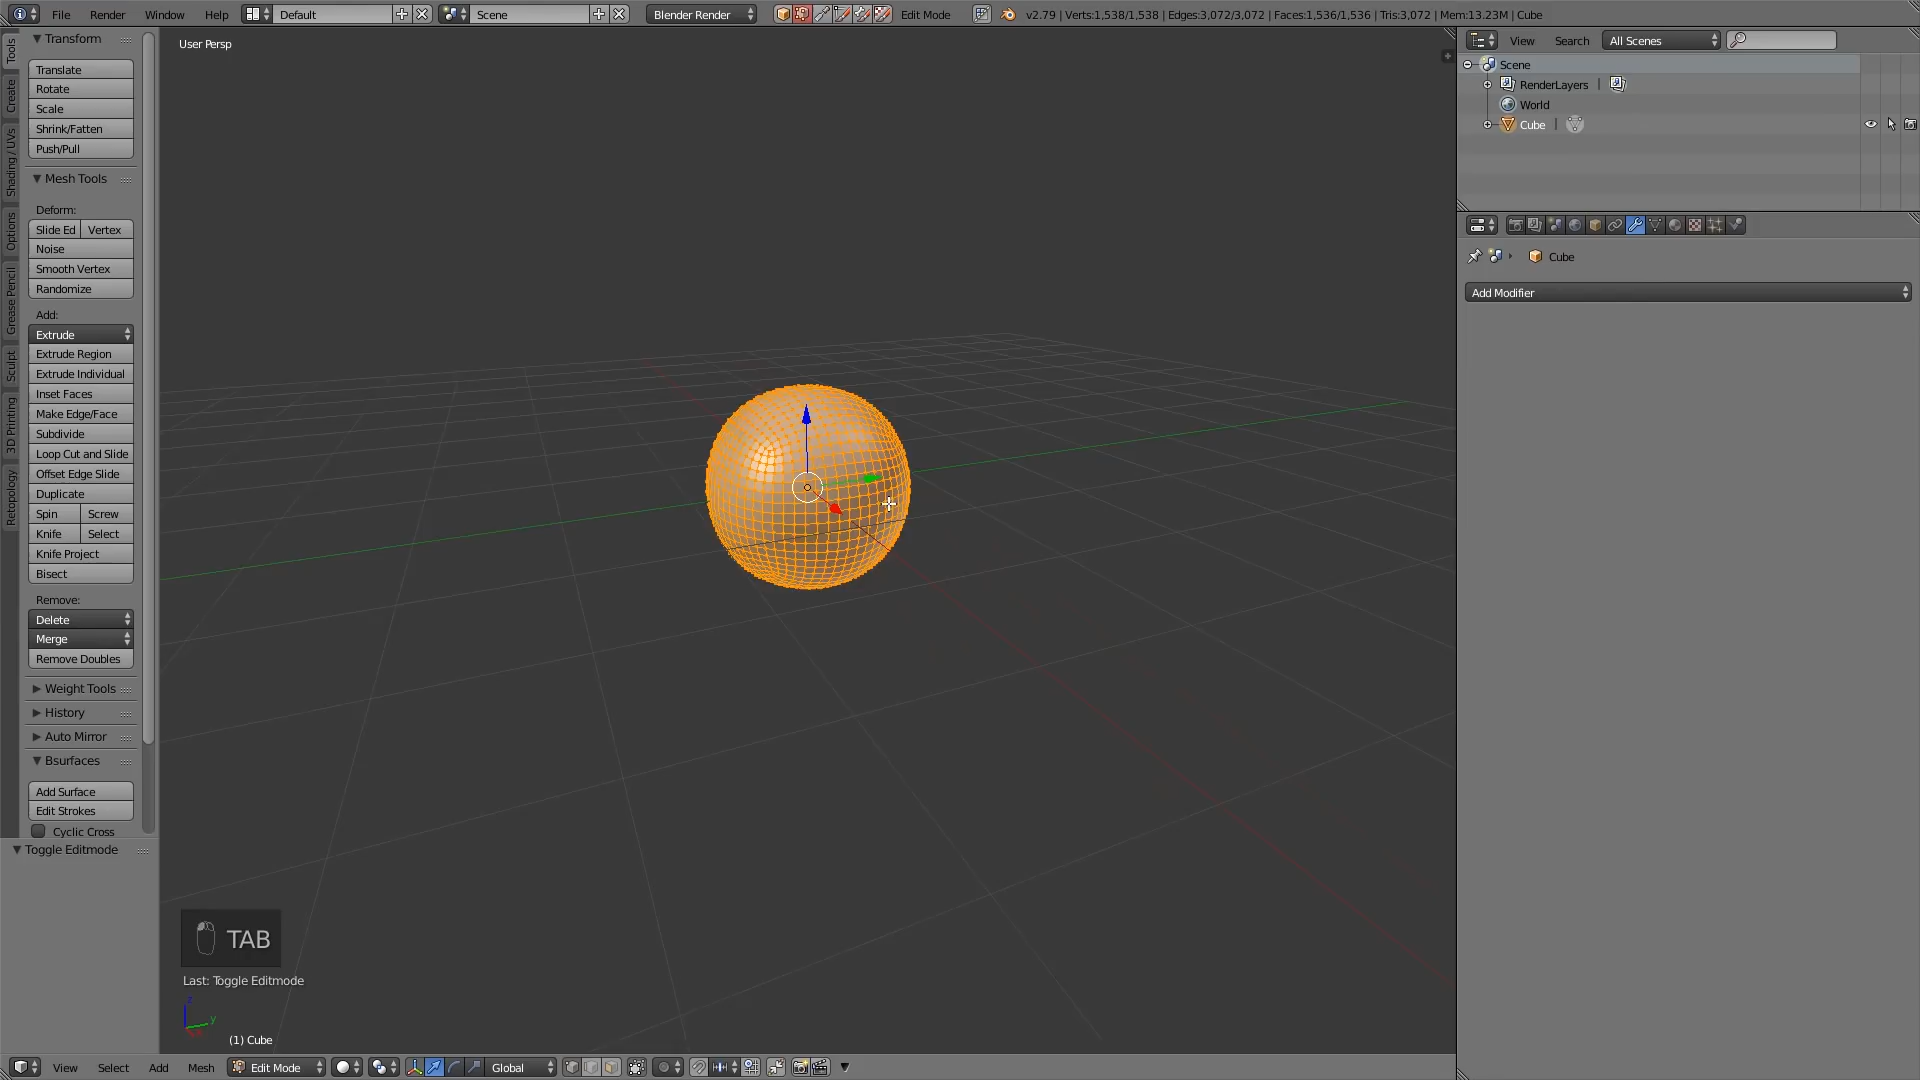 File Render Window Help Default Scene Blender Render Edit Mode v2.79 | Verts:1,538/1,538 | Edges:3,072/3,072 | Faces:1,536/1,536 | Tris:3,072 | Mem:13.23M | Cube
Tools
Create
Shading / UVs
Options
Grease Pencil
Sculpt
3D Printing
Retopology
Transform
Translate
Rotate
Scale
Shrink/Fatten
Push/Pull
Mesh Tools
Deform:
Slide Ed Vertex
Noise
Smooth Vertex
Randomize
Add:
Extrude
Extrude Region
Extrude Individual
Inset Faces
Make Edge/Face
Subdivide
Loop Cut and Slide
Offset Edge Slide
Duplicate
Spin Screw
Knife Select
Knife Project
Bisect
Remove:
Delete
Merge
Remove Doubles
Weight Tools
History
Auto Mirror
Bsurfaces
Add Surface
Edit Strokes
Cyclic Cross
Toggle Editmode
User Persp
TAB
Last: Toggle Editmode
z
y
(1) Cube
View Select Add Mesh Edit Mode Global
View Search All Scenes
Scene
RenderLayers |
World
Cube |
Cube
Add Modifier